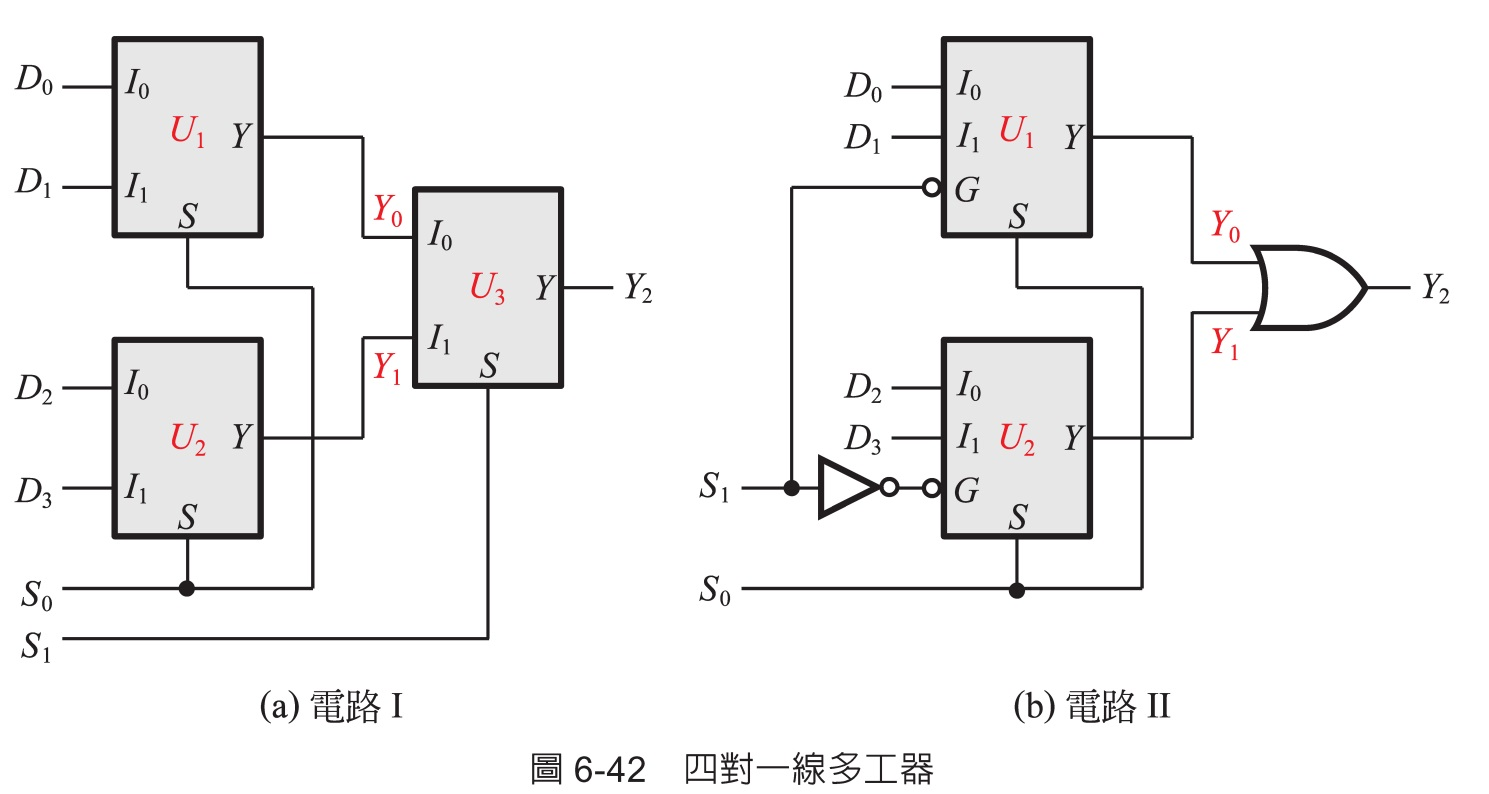 D₀
I₀
U₁
Y
D₁
I₁
S
Y₀
I₀
U₃
Y
Y₂
I₁
S
Y₁
D₂
I₀
U₂
Y
D₃
I₁
S
S₀
S₁
(a) 電路 I
D₀
I₀
D₁
I₁
U₁
Y
G
S
Y₀
Y₂
Y₁
D₂
I₀
D₃
I₁
U₂
Y
S₁
G
S
S₀
(b) 電路 II
圖 6-42 四對一線多工器